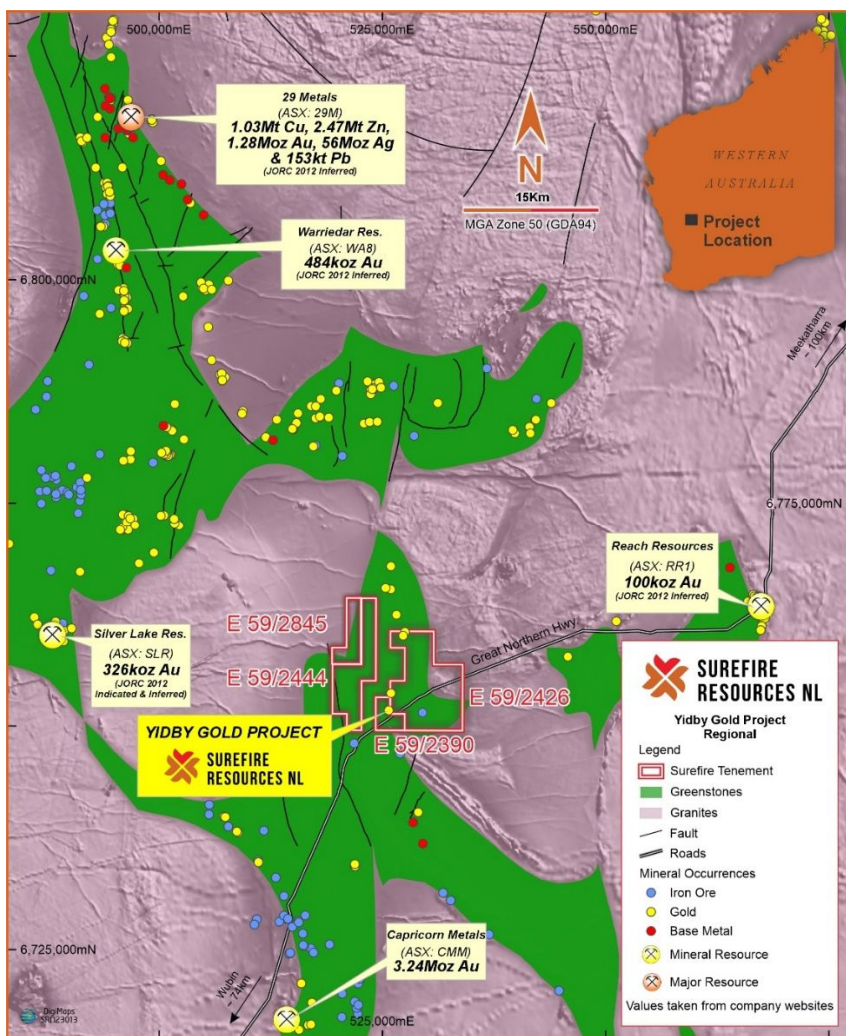 500,000mE
525,000mE
550,000mE
29 Metals
(ASX: 29M)
1.03Mt Cu, 2.47Mt Zn,
1.28Moz Au, 56Moz Ag
& 153kt Pb
(JORC 2012 Inferred)
N
15Km
MGA Zone 50 (GDA94)
WESTERN
AUSTRALIA
Project
Location
Warriedar Res.
(ASX: WA8)
484koz Au
(JORC 2012 Inferred)
6,800,000mN
Meekatharra
~ 100km
6,775,000mN
Reach Resources
(ASX: RR1)
100koz Au
(JORC 2012 Inferred)
Silver Lake Res.
(ASX: SLR)
326koz Au
(JORC 2012
Indicated & Inferred)
E 59/2845
E 59/2444
Great Northern Hwy.
E 59/2426
E 59/2390
YIDBY GOLD PROJECT
SUREFIRE
RESOURCES NL
SUREFIRE
RESOURCES NL
Yidby Gold Project
Regional
Legend
Surefire Tenement
Greenstones
Granites
Fault
Roads
Mineral Occurrences
Iron Ore
Gold
Base Metal
Mineral Resource
Major Resource
Values taken from company websites
6,725,000mN
Capricorn Metals
(ASX: CMM)
3.24Moz Au
Wubin
~ 74km
525,000mE
DigiMaps